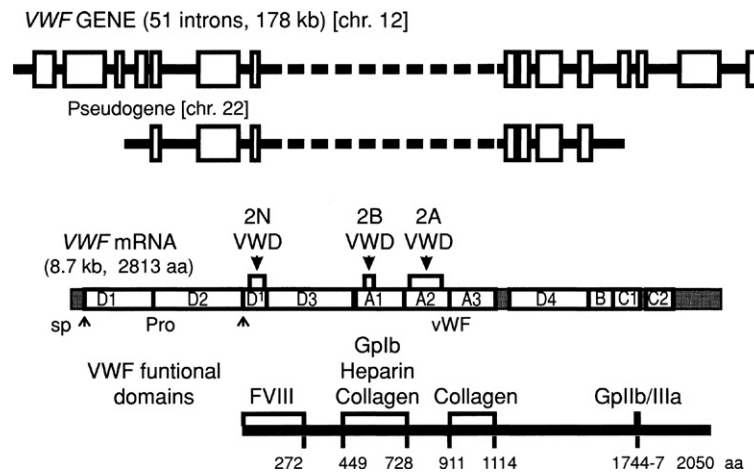 VWF GENE (51 introns, 178 kb) [chr. 12]
Pseudogene [chr. 22]
2N 2B 2A
VWF mRNA VWD VWD VWD
(8.7 kb, 2813 aa)
D1 D2 D1 D3 A1 A2 A3 D4 B C1 C2
sp Pro vWF
GpIb
VWF funtional Heparin
domains FVIII Collagen Collagen GpIIb/IIIa
272 449 728 911 1114 1744-7 2050 aa